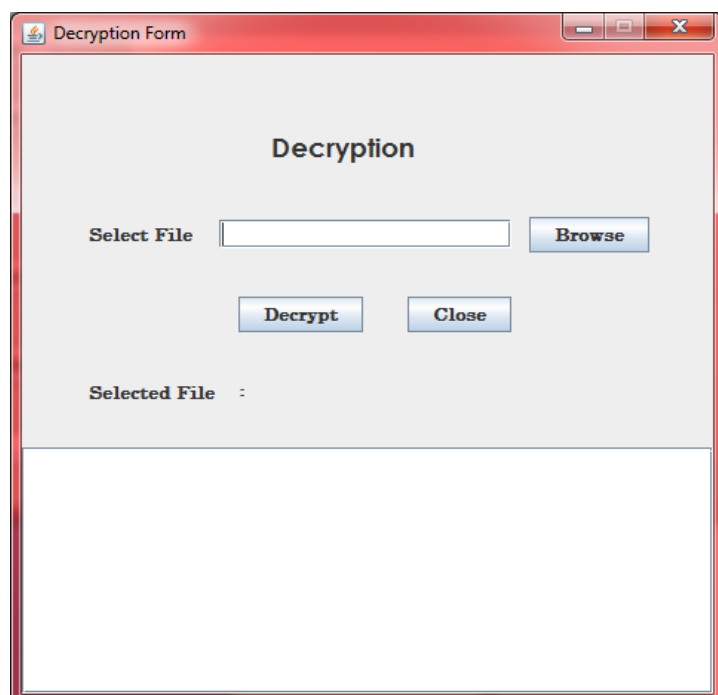 Decryption Form
Decryption
Select File Browse
Decrypt Close
Selected File :